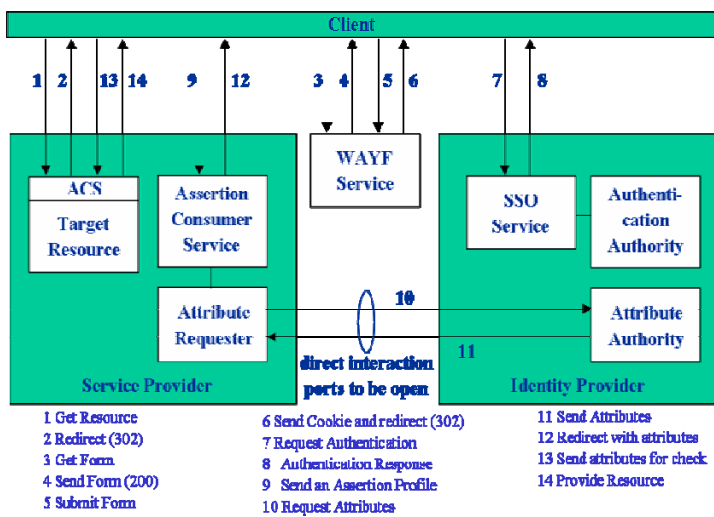 Client
1 2 13 14 9 12 3 4 5 6 7 8
ACS
Target
Resource
Assertion
Consumer
Service
WAYF
Service
SSO
Service
Authenti-
cation
Authority
Attribute
Requester
10
Attribute
Authority
11
direct interaction
ports to be open
Service Provider
Identity Provider
1 Get Resource
2 Redirect (302)
3 Get Form
4 Send Form (200)
5 Submit Form
6 Send Cookie and redirect (302)
7 Request Authentication
8 Authentication Response
9 Send an Assertion Profile
10 Request Attributes
11 Send Attributes
12 Redirect with attributes
13 Send attributes for check
14 Provide Resource